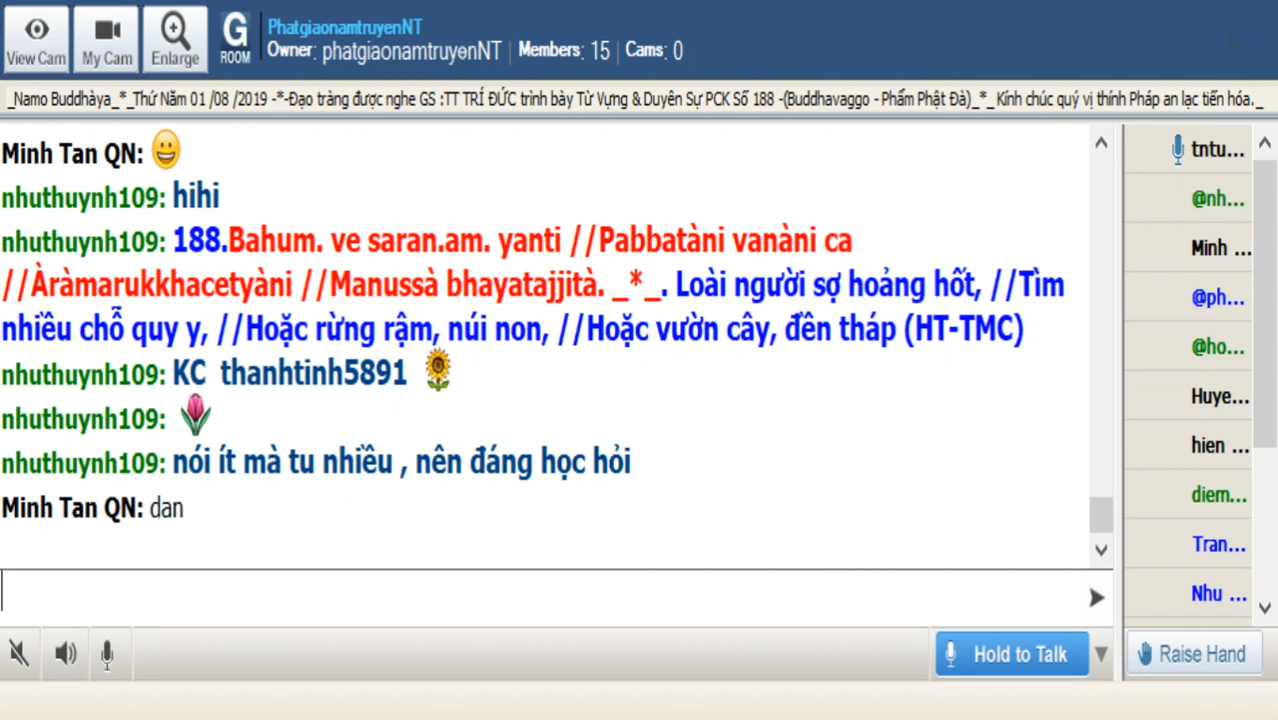 View Cam
My Cam
Enlarge
G
ROOM
PhatgiaonamtruyenNT
Owner: phatgiaonamtruyenNT | Members: 15 | Cams: 0
_Namo Buddhàya_*_Thứ Năm 01 /08 /2019 -*-Đạo tràng được nghe GS :TT TRÍ ĐỨC trình bày Từ Vựng & Duyên Sự PCK Số 188 -(Buddhavaggo - Phẩm Phật Đà)_*_ Kính chúc quý vị thính Pháp an lạc tiến hóa._
Minh Tan QN:
nhuthuynh109: hihi
nhuthuynh109: 188.Bahum. ve saran.am. yanti //Pabbatàni vanàni ca
//Àràmarukkhacetyàni //Manussà bhayatajjità. _*_. Loài người sợ hoảng hốt, //Tìm
nhiều chỗ quy y, //Hoặc rừng rậm, núi non, //Hoặc vườn cây, đền tháp (HT-TMC)
nhuthuynh109: KC thanhtinh5891
nhuthuynh109:
nhuthuynh109: nói ít mà tu nhiều , nên đáng học hỏi
Minh Tan QN: dan
tntu...
@nh...
Minh ...
@ph...
@ho...
Huye...
hien ...
diem...
Tran...
Nhu ...
Hold to Talk
Raise Hand